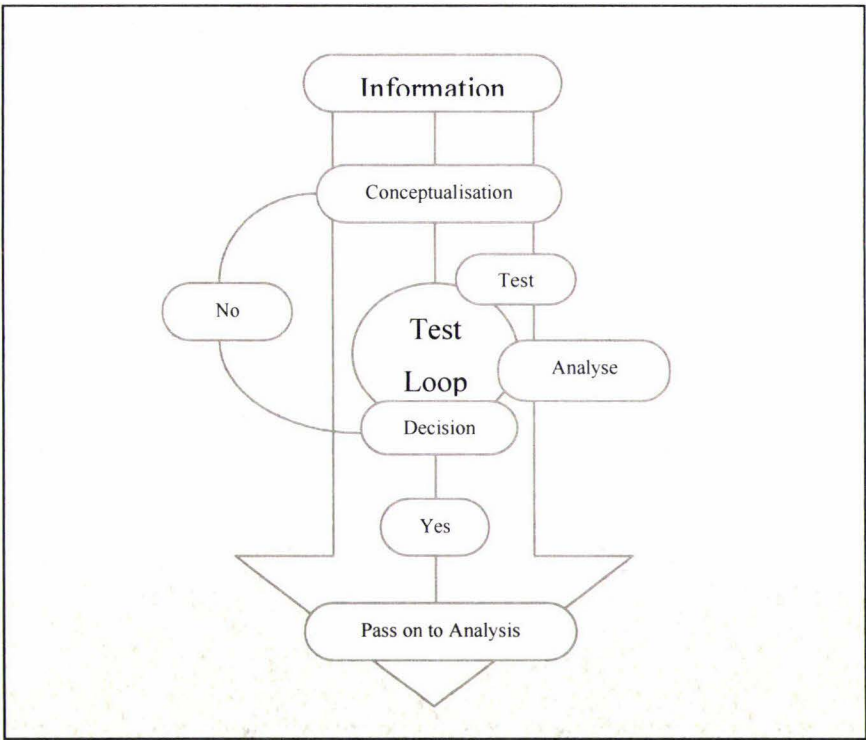 Information
Conceptualisation
Test
No
Test
Loop
Analyse
Decision
Yes
Pass on to Analysis